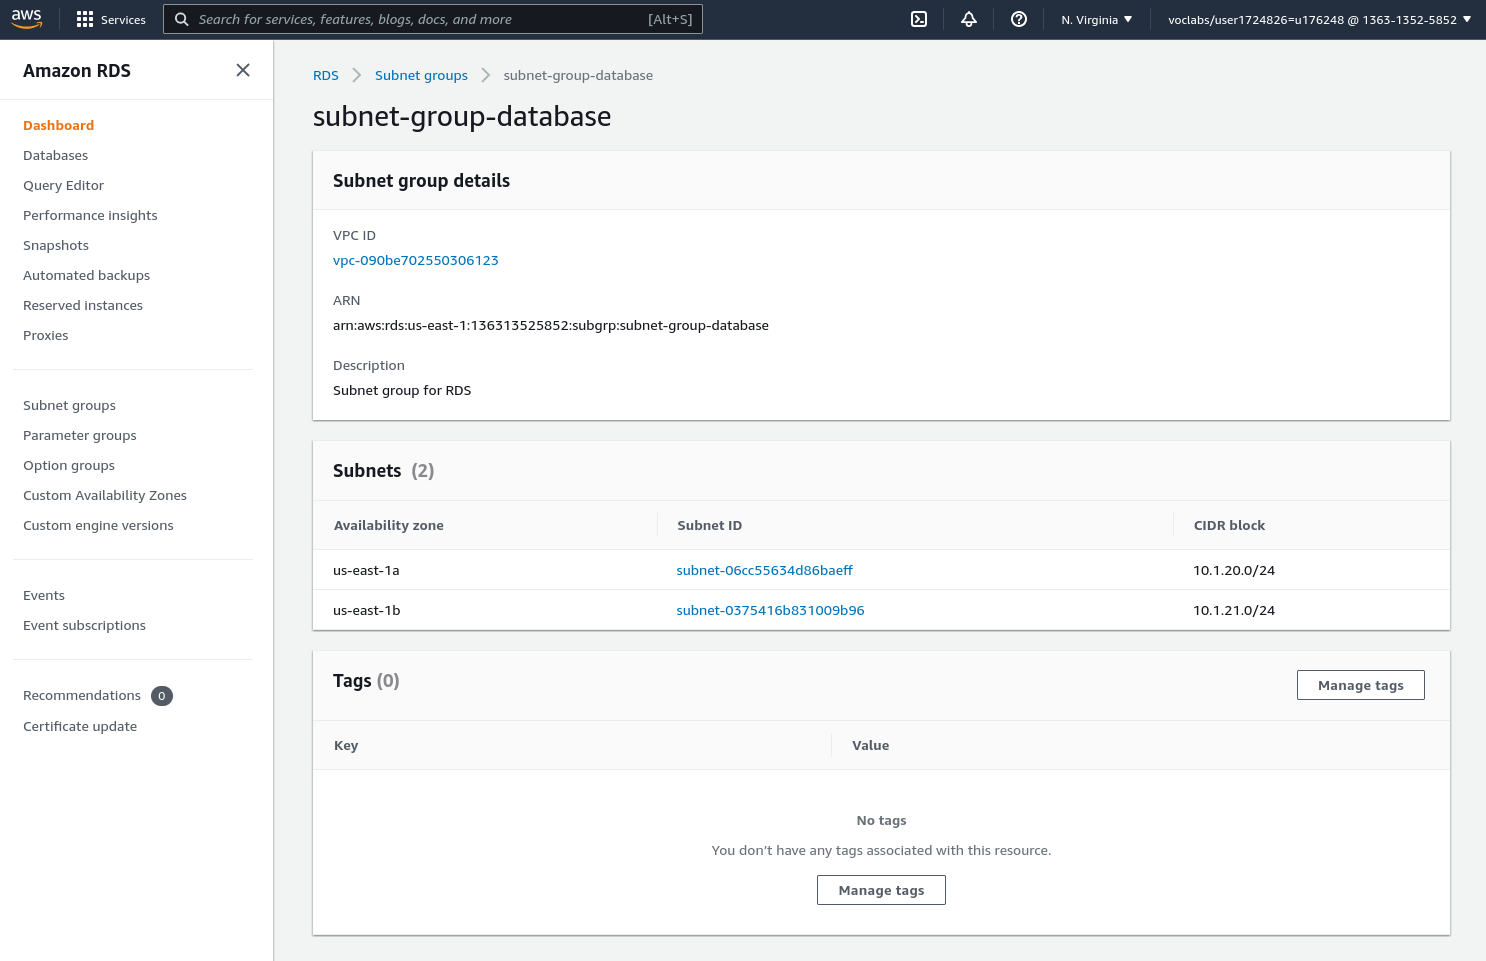 aws
Services
Search for services, features, blogs, docs, and more
[Alt+S]
N. Virginia
voclabs/user1724826=u176248 @ 1363-1352-5852
Amazon RDS
Dashboard
Databases
Query Editor
Performance insights
Snapshots
Automated backups
Reserved instances
Proxies
Subnet groups
Parameter groups
Option groups
Custom Availability Zones
Custom engine versions
Events
Event subscriptions
Recommendations 0
Certificate update
RDS > Subnet groups > subnet-group-database
subnet-group-database
Subnet group details
VPC ID
vpc-090be702550306123
ARN
arn:aws:rds:us-east-1:136313525852:subgrp:subnet-group-database
Description
Subnet group for RDS
Subnets (2)
Availability zone Subnet ID CIDR block
us-east-1a subnet-06cc55634d86baeff 10.1.20.0/24
us-east-1b subnet-0375416b831009b96 10.1.21.0/24
Tags (0)
Manage tags
Key Value
No tags
You don't have any tags associated with this resource.
Manage tags